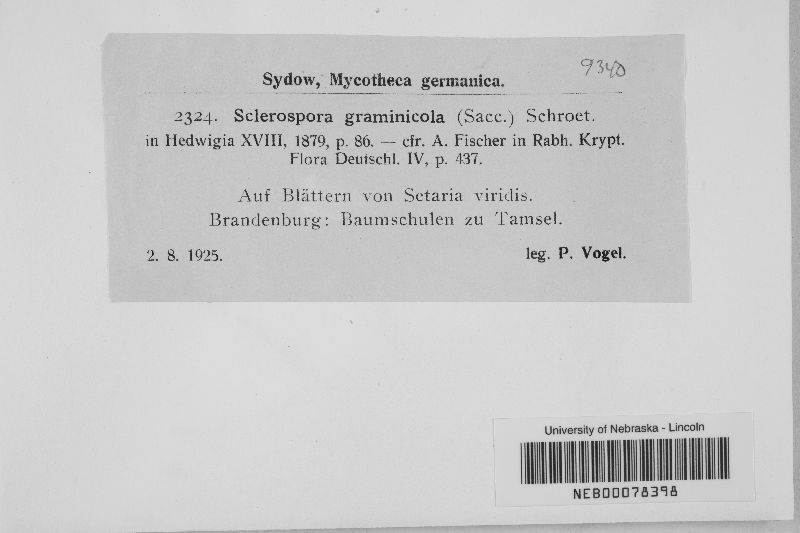 9340
Sydow, Mycotheca germanica.
2324. Sclerospora graminicola (Sacc.) Schroet.
in Hedwigia XVIII, 1879, p. 86. — cfr. A. Fischer in Rabh. Krypt.
Flora Deutschl. IV, p. 437.
Auf Blättern von Setaria viridis.
Brandenburg: Baumschulen zu Tamsel.
2. 8. 1925. leg. P. Vogel.
University of Nebraska - Lincoln
NEB00078398